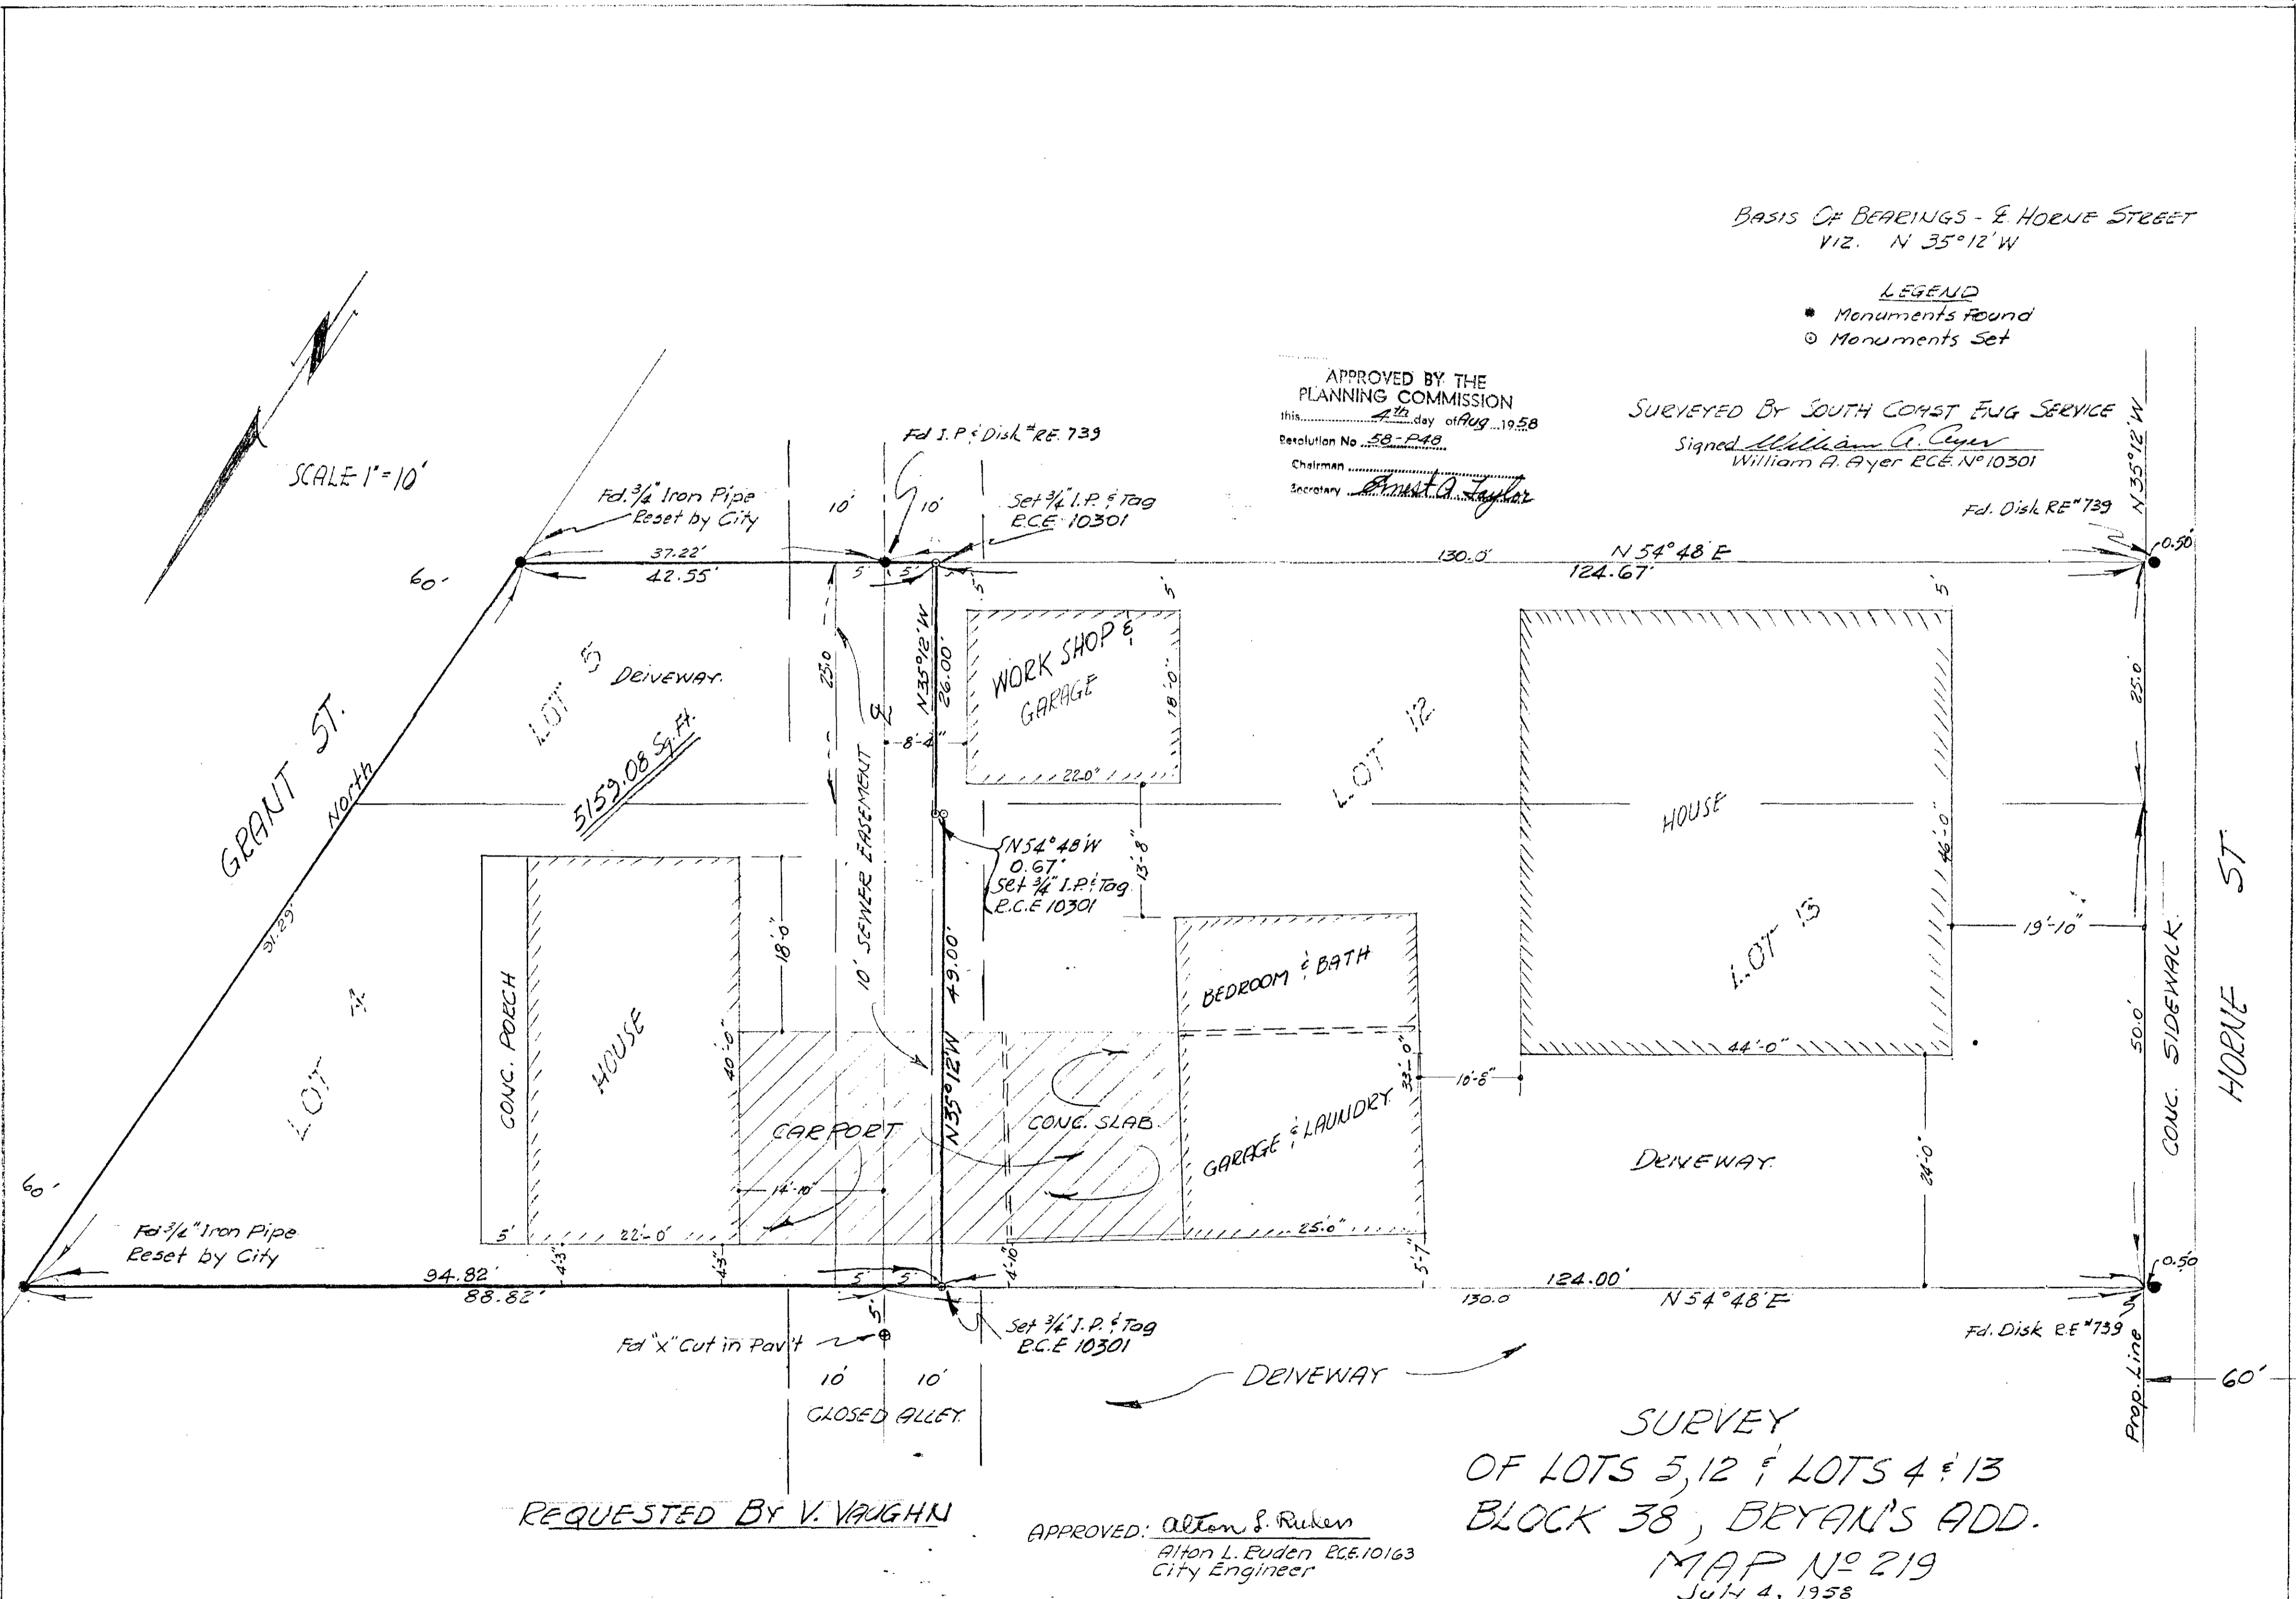 BASIS OF BEARINGS - ℄ HORNE STREET
VIZ. N 35°12' W
LEGEND
Monuments Found
Monuments Set
APPROVED BY THE
PLANNING COMMISSION
this 4th day of Aug 1958
Resolution No 58-P48
Chairman
Secretary Ernest A. Taylor
SURVEYED BY SOUTH COAST ENG SERVICE
Signed William A. Ayer
William A. Ayer R.C.E. Nº 10301
N 35°12' W
SCALE 1"=10'
Fd I.P. & Disk #R.E. 739
Fd. 3/4" Iron Pipe
Reset by City
10'
10'
Set 3/4" I.P. & Tag
R.C.E. 10301
Fd. Disk RE #739
0.50'
60'
37.22'
42.55'
5'
5'
130.0'
N 54°48' E
124.67'
5'
5'
5'
LOT 5
DRIVEWAY.
25.0
N35°12'W
26.00'
WORK SHOP &
GARAGE
18'-0"
22'-0"
8'-4"
℄
LOT 12
25.0'
GRANT ST.
North
5159.08 Sq. Ft.
10' SEWER EASEMENT
N54°48'W
0.67'
Set 3/4" I.P. & Tag
R.C.E 10301
13'-8"
HOUSE
46'-0"
LOT 13
19'-10"
91.29'
LOT 4
CONC. PORCH
HOUSE
40'-0"
18'-0"
N35°12'W 49.00'
BEDROOM & BATH
33'-0"
44'-0"
10'-8"
50.0'
CONC. SIDEWALK.
HORNE ST.
CARPORT
CONC. SLAB.
GARAGE & LAUNDRY.
DRIVEWAY.
24'-0"
14'-10"
60'
Fd 3/4" Iron Pipe
Reset by City
5'
22'-0"
25'-0"
4'-3"
4'-3"
4'-10"
5'-7"
0.50
94.82'
88.82'
5'
5'
124.00'
130.0
N 54°48' E
5'
Fd "X" Cut in Pav't
Set 3/4" I.P. & Tag
R.C.E 10301
Fd. Disk R.E #739
Prop. Line
60'
10'
10'
CLOSED ALLEY.
DRIVEWAY
REQUESTED BY V. VAUGHN
APPROVED: Alton L. Ruden
Alton L. Ruden R.C.E. 10163
City Engineer
SURVEY
OF LOTS 5,12 & LOTS 4 & 13
BLOCK 38, BRYAN'S ADD.
MAP Nº 219
July 4, 1958